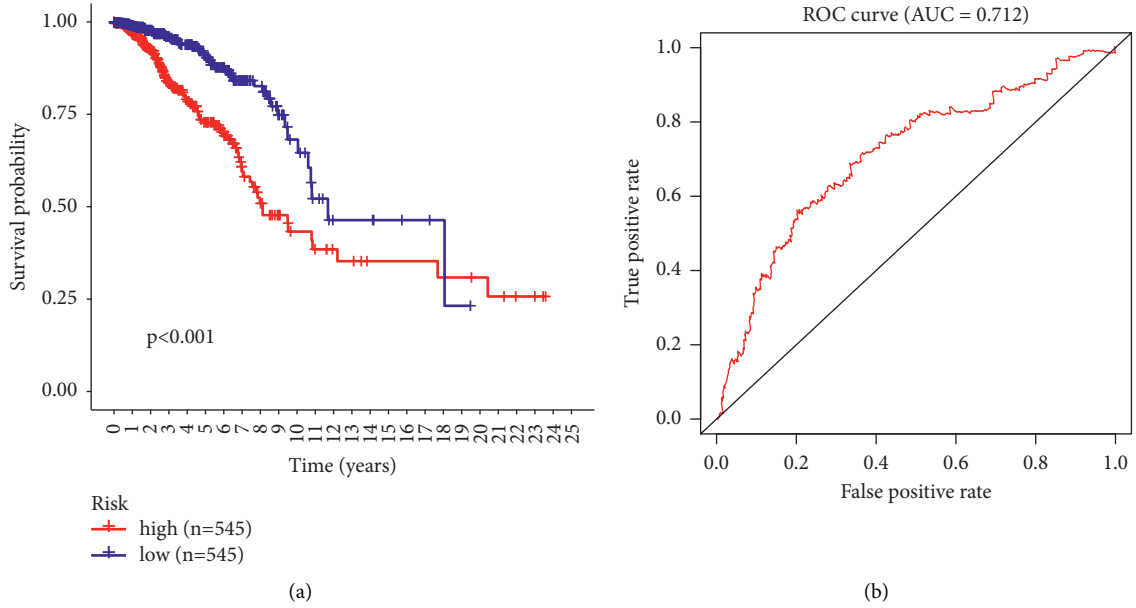 1.00
0.75
0.50
0.25
0.00
Survival probability
p<0.001
0 1 2 3 4 5 6 7 8 9 10 11 12 13 14 15 16 17 18 19 20 21 22 23 24 25
Time (years)
Risk
high (n=545)
low (n=545)
(a)
ROC curve (AUC = 0.712)
1.0
0.8
0.6
0.4
0.2
0.0
True positive rate
0.0 0.2 0.4 0.6 0.8 1.0
False positive rate
(b)